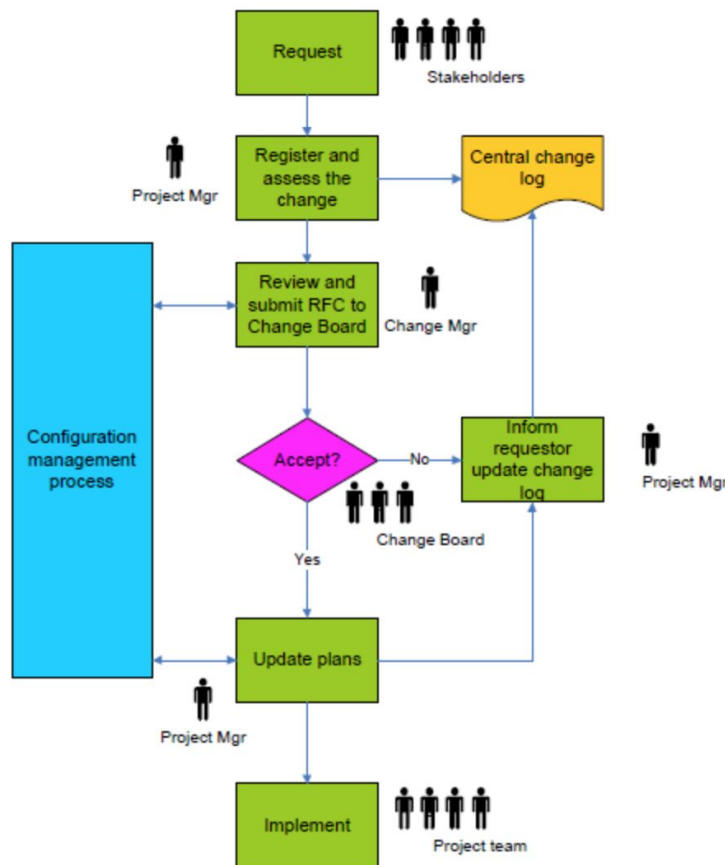 Request
Stakeholders
Register and
assess the
change
Project Mgr
Central change
log
Review and
submit RFC to
Change Board
Change Mgr
Configuration
management
process
Accept?
No
Inform
requestor
update change
log
Project Mgr
Change Board
Yes
Update plans
Project Mgr
Implement
Project team